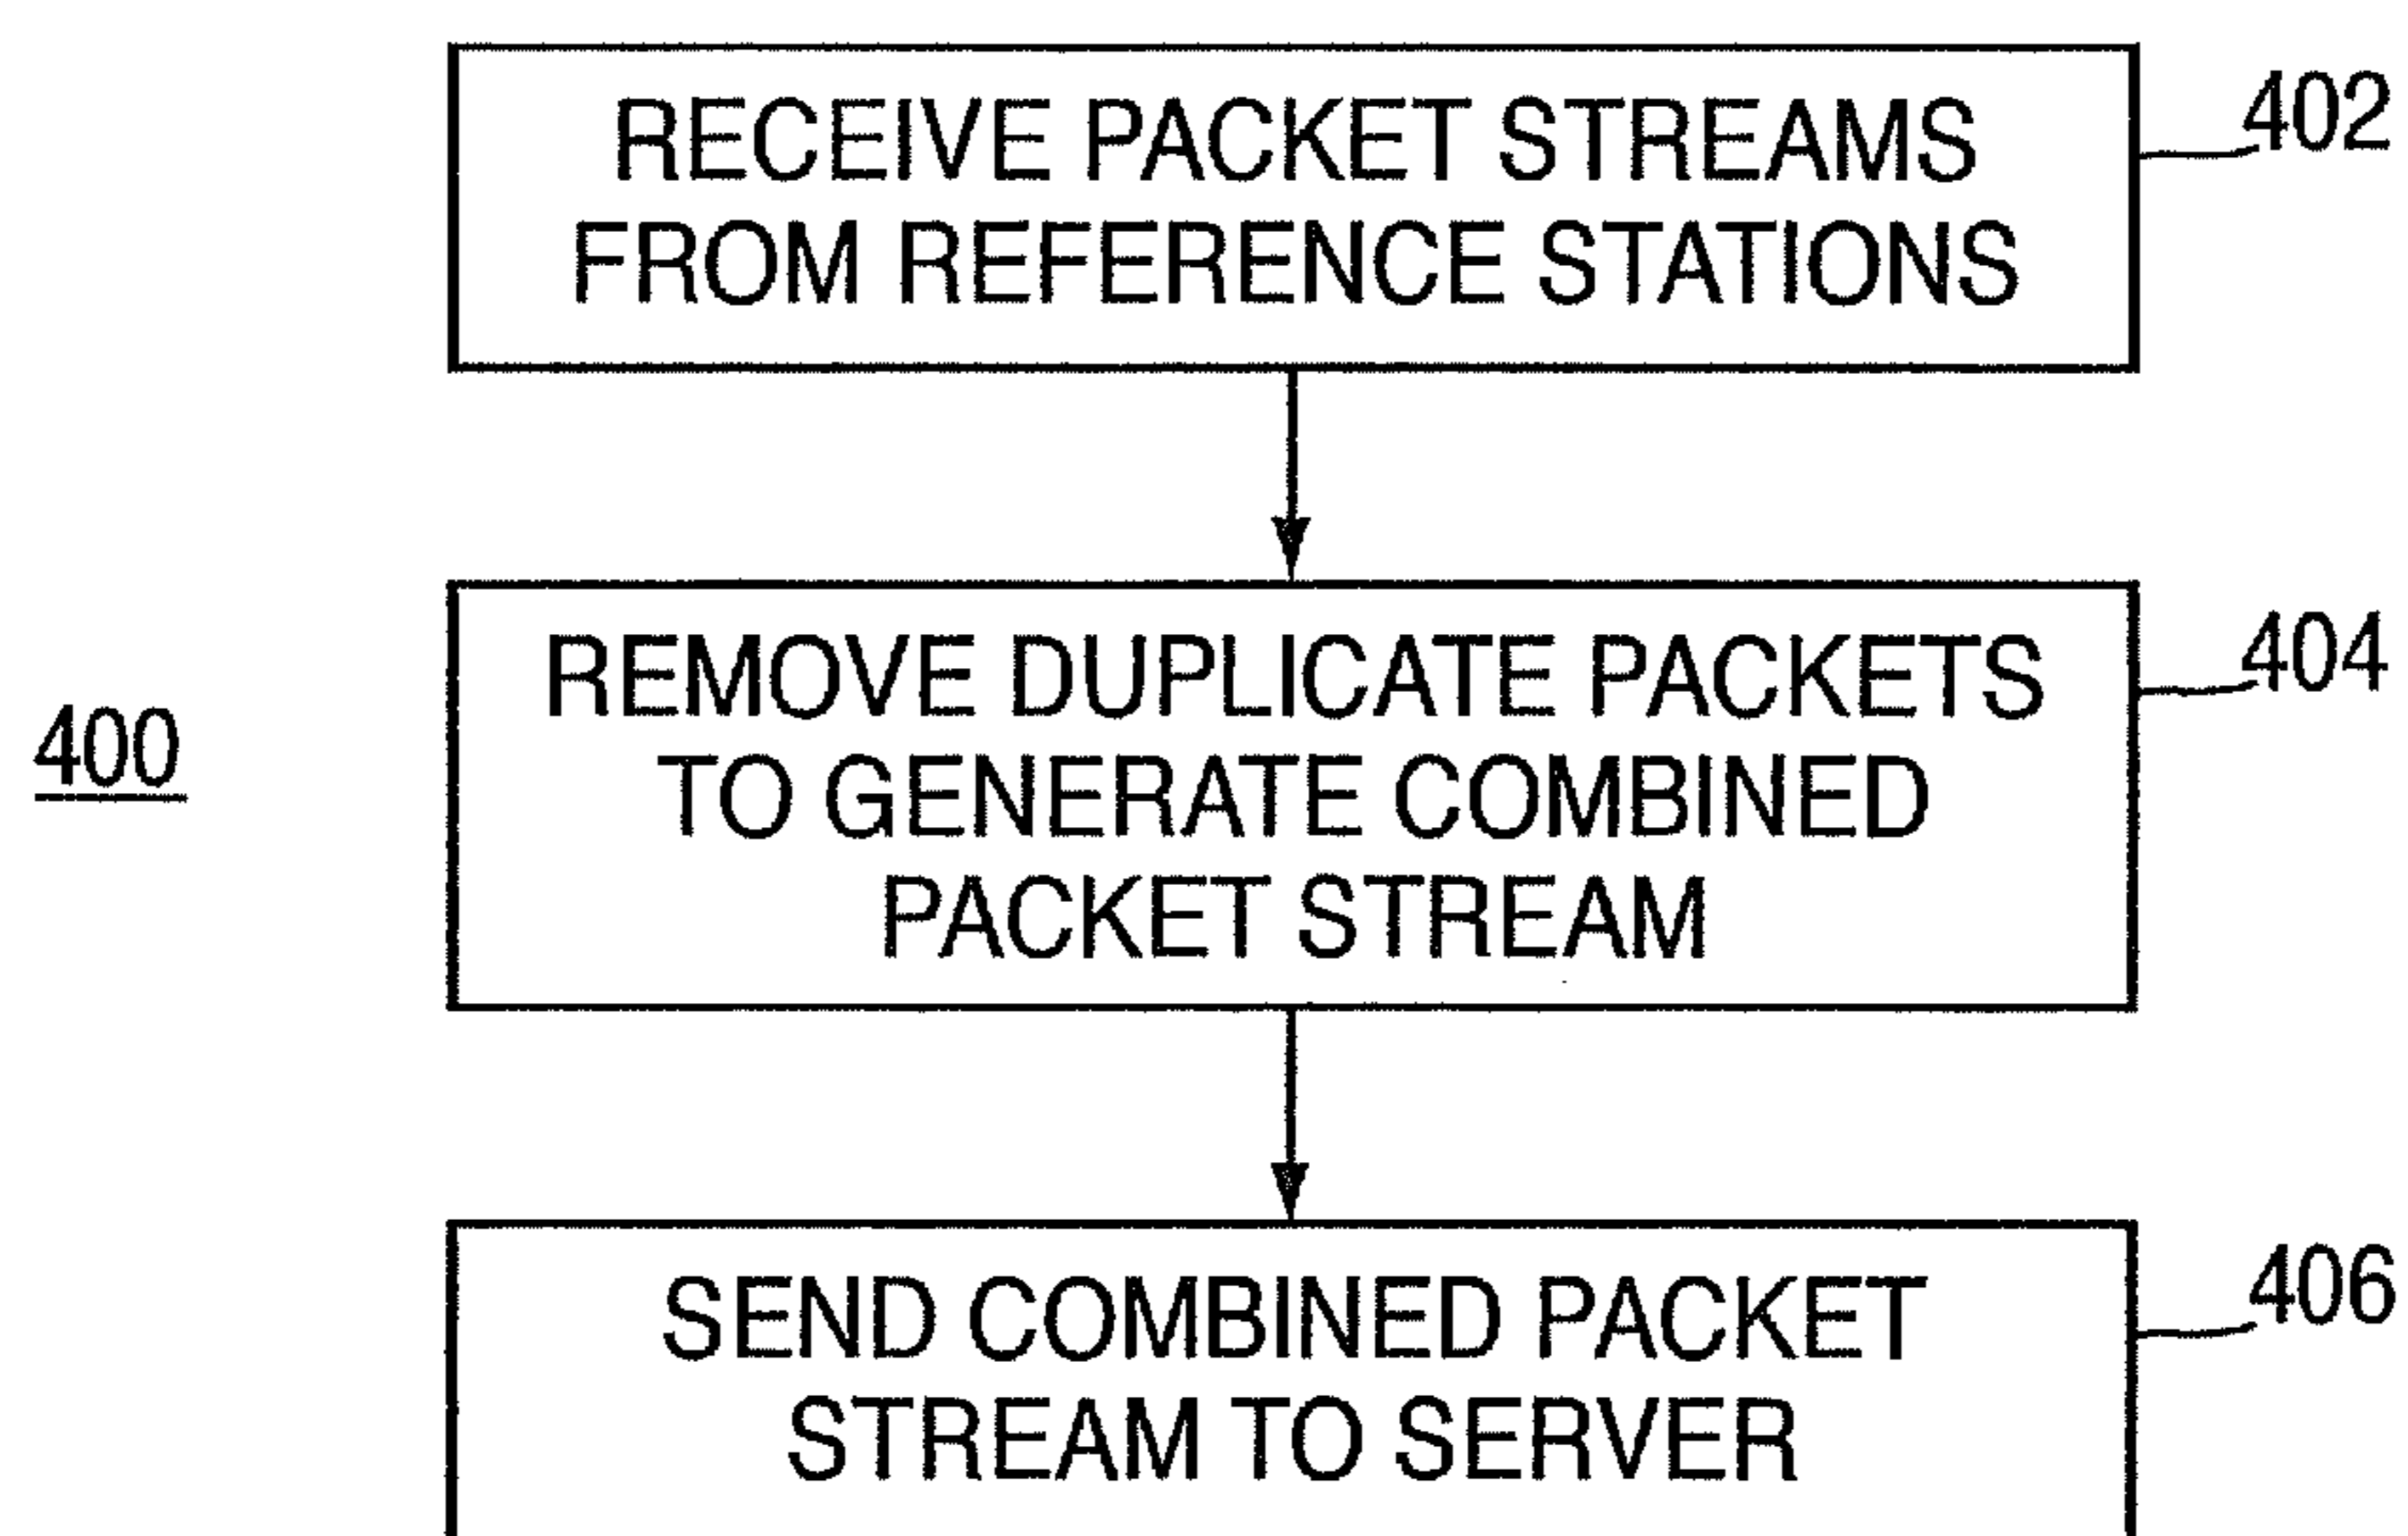 RECEIVE PACKET STREAMS
FROM REFERENCE STATIONS
402
REMOVE DUPLICATE PACKETS
TO GENERATE COMBINED
PACKET STREAM
404
400
SEND COMBINED PACKET
STREAM TO SERVER
406